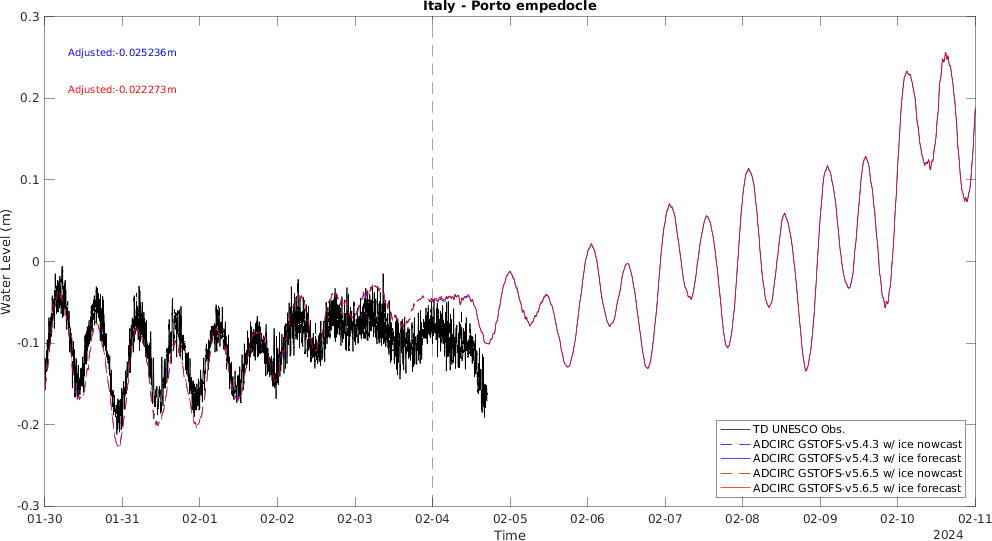 Italy - Porto empedocle
0.3
Adjusted:-0.025236m
Adjusted:-0.022273m
0.2
0.1
0
-0.1
-0.2
-0.3
Water Level (m)
TD UNESCO Obs.
ADCIRC GSTOFS-v5.4.3 w/ ice nowcast
ADCIRC GSTOFS-v5.4.3 w/ ice forecast
ADCIRC GSTOFS-v5.6.5 w/ ice nowcast
ADCIRC GSTOFS-v5.6.5 w/ ice forecast
01-30 01-31 02-01 02-02 02-03 02-04 02-05 02-06 02-07 02-08 02-09 02-10 02-11
Time
2024